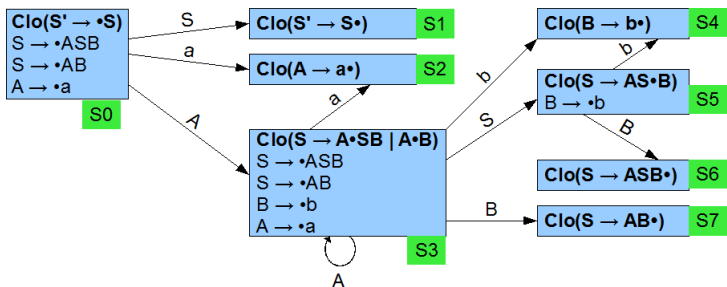 Clo(S' → •S)
S → •ASB
S → •AB
A → •a
S0
S
a
A
Clo(S' → S•)
S1
Clo(A → a•)
S2
a
Clo(S → A•SB | A•B)
S → •ASB
S → •AB
B → •b
A → •a
S3
A
b
S
B
Clo(B → b•)
S4
b
Clo(S → AS•B)
B → •b
S5
B
Clo(S → ASB•)
S6
Clo(S → AB•)
S7